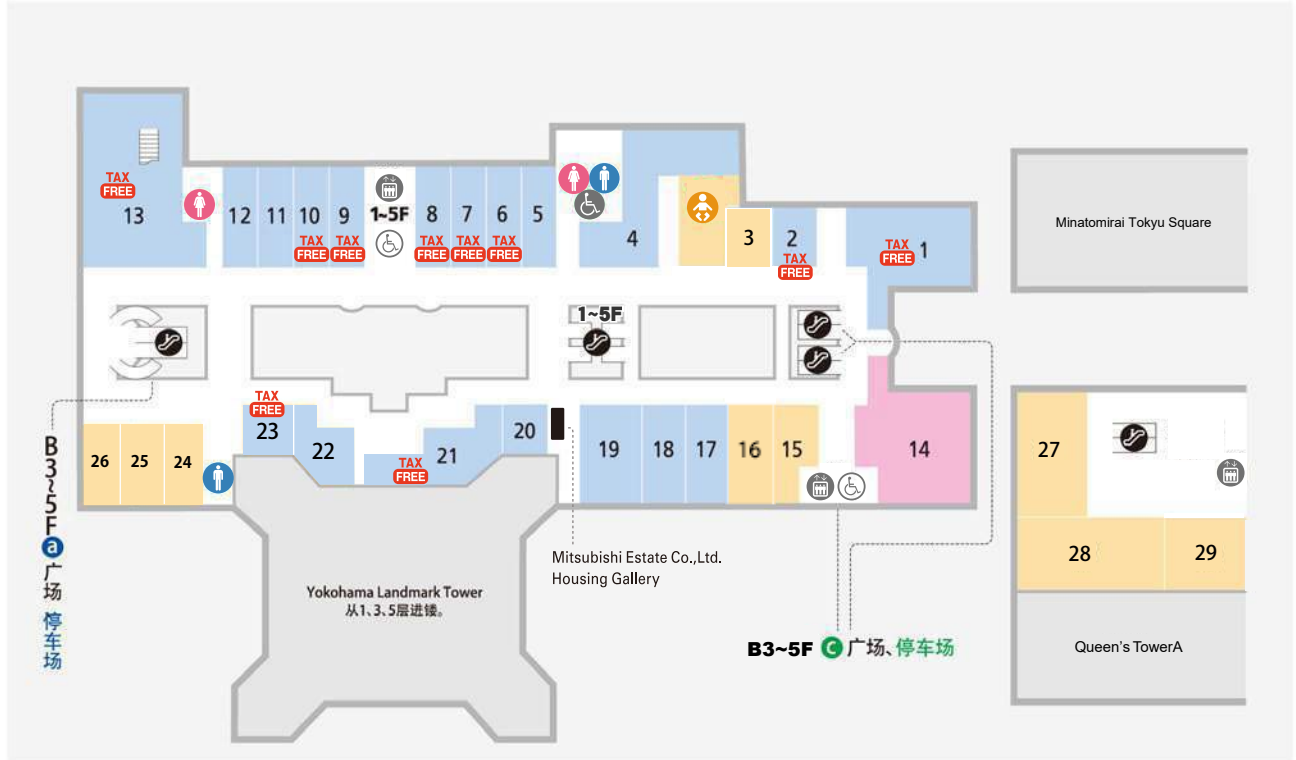 TAX
FREE
13
12
11
10
TAX
FREE
9
TAX
FREE
1~5F
8
TAX
FREE
7
TAX
FREE
6
TAX
FREE
5
4
3
2
TAX
FREE
TAX
FREE
1
Minatomirai Tokyu Square
1~5F
TAX
FREE
23
22
TAX
FREE
21
20
19
18
17
16
15
14
26
25
24
27
28
29
B3~5F
a 广场
停车场
Mitsubishi Estate Co.,Ltd.
Housing Gallery
Yokohama Landmark Tower
从1、3、5层进镂。
B3~5F C 广场、停车场
Queen's TowerA